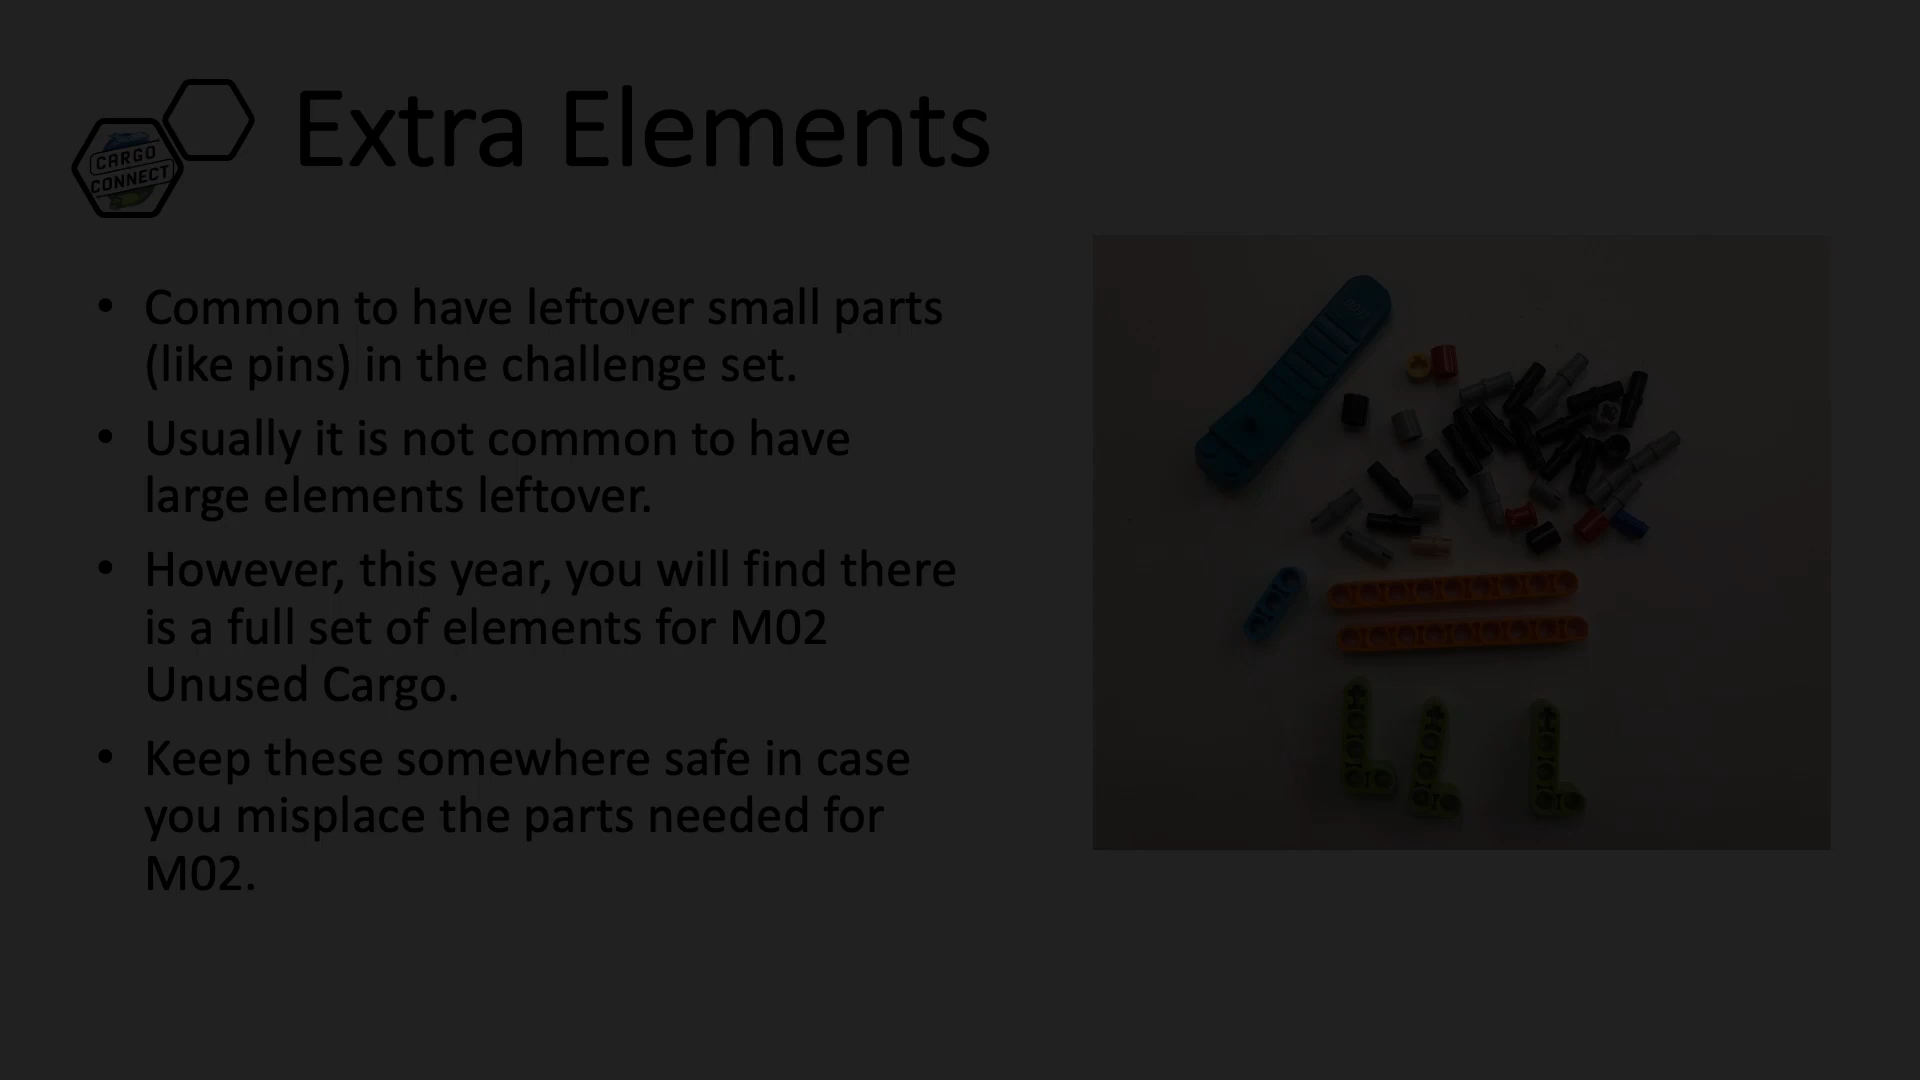 Extra Elements
CARGO
CONNECT
• Common to have leftover small parts
(like pins) in the challenge set.
• Usually it is not common to have
large elements leftover.
• However, this year, you will find there
is a full set of elements for M02
Unused Cargo.
• Keep these somewhere safe in case
you misplace the parts needed for
M02.